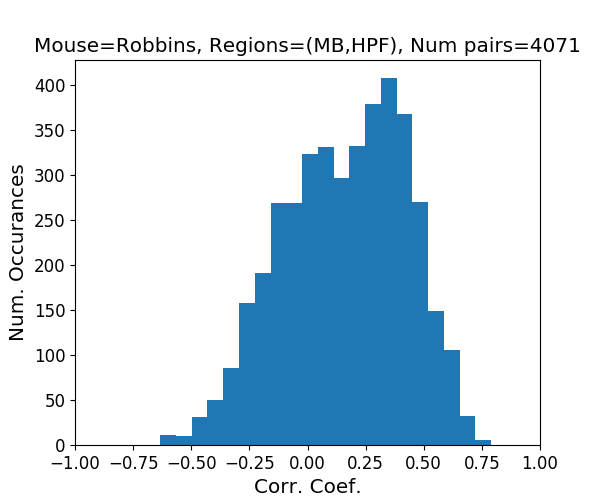 Mouse=Robbins, Regions=(MB,HPF), Num pairs=4071
400
350
300
250
200
150
100
50
0
Num. Occurances
−1.00 −0.75 −0.50 −0.25 0.00 0.25 0.50 0.75 1.00
Corr. Coef.